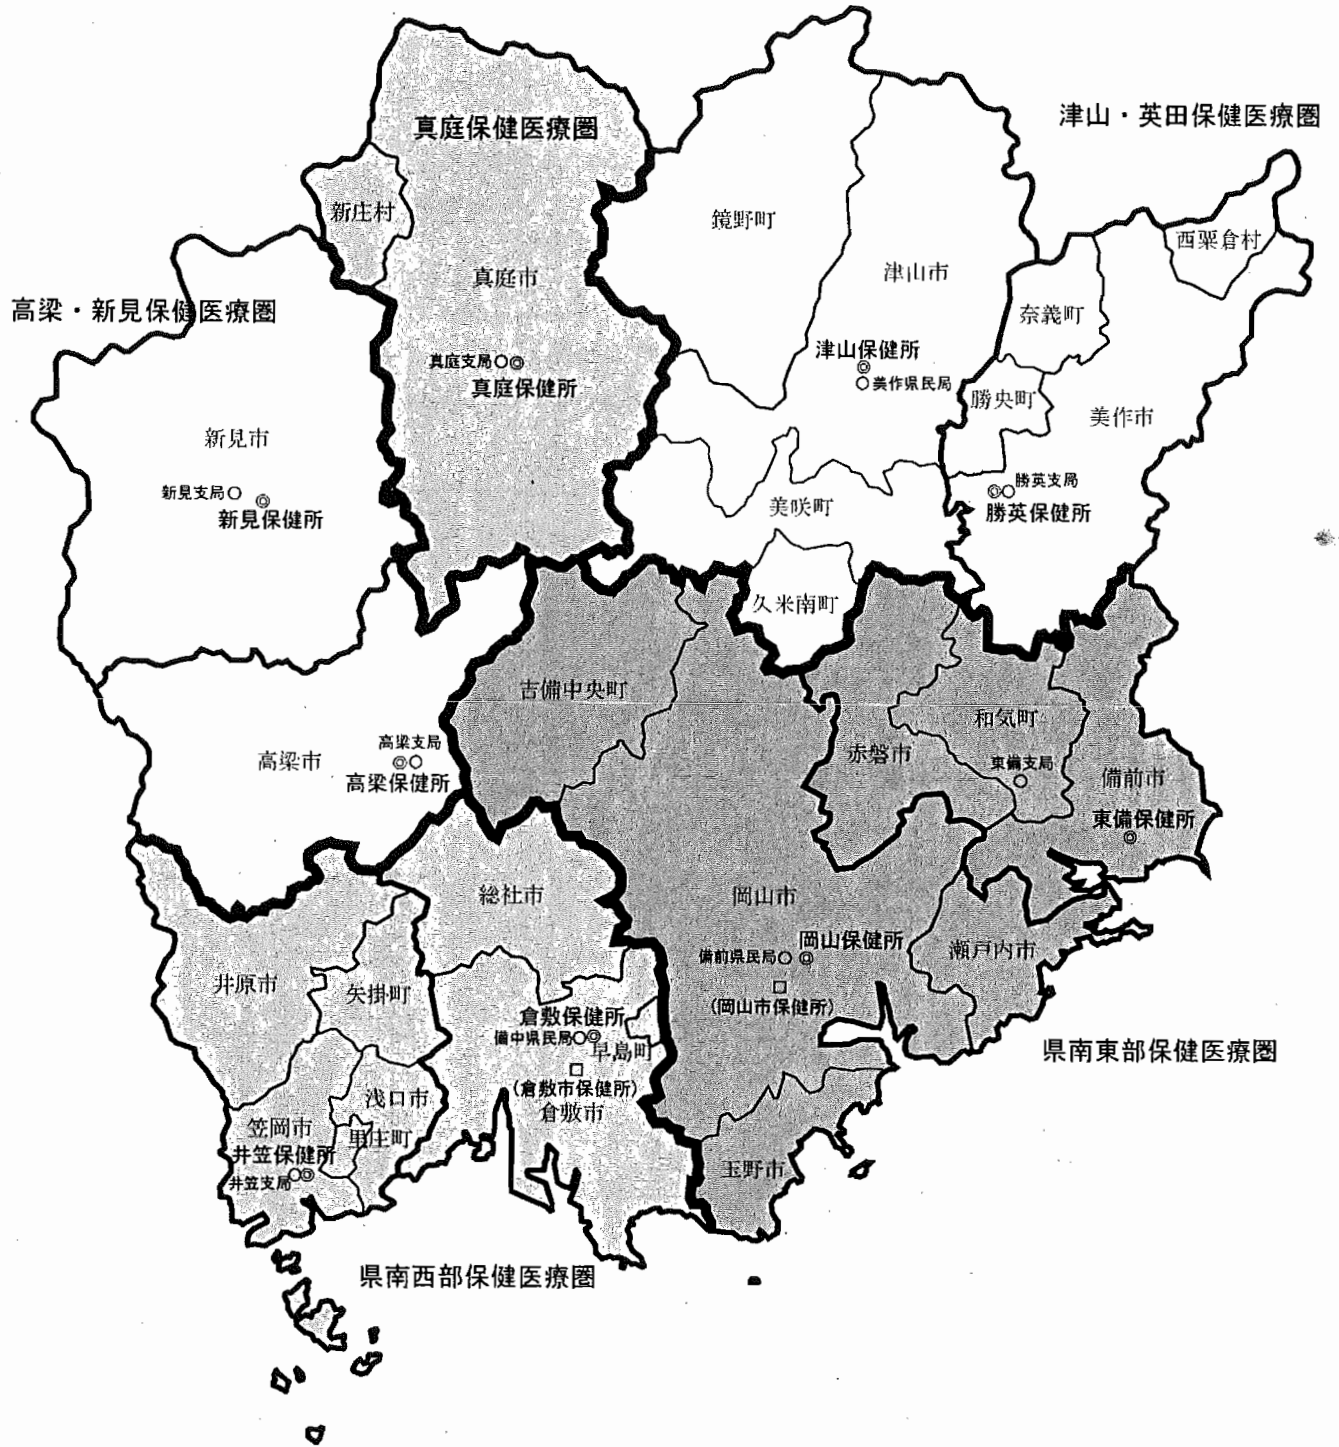 真庭保健医療圏
津山・英田保健医療圏
新庄村
鏡野町
西粟倉村
真庭市
津山市
高梁・新見保健医療圏
奈義町
津山保健所
真庭支局
美作県民局
真庭保健所
勝央町
美作市
新見市
勝英支局
新見支局
美咲町
勝英保健所
新見保健所
久米南町
吉備中央町
和気町
高梁支局
赤磐市
高梁市
東備支局
備前市
高梁保健所
東備保健所
総社市
岡山市
岡山保健所
瀬戸内市
備前県民局
井原市
矢掛町
(岡山市保健所)
倉敷保健所
備中県民局
早島町
県南東部保健医療圏
(倉敷市保健所)
浅口市
倉敷市
笠岡市
里庄町
井笠保健所
玉野市
井笠支局
県南西部保健医療圏